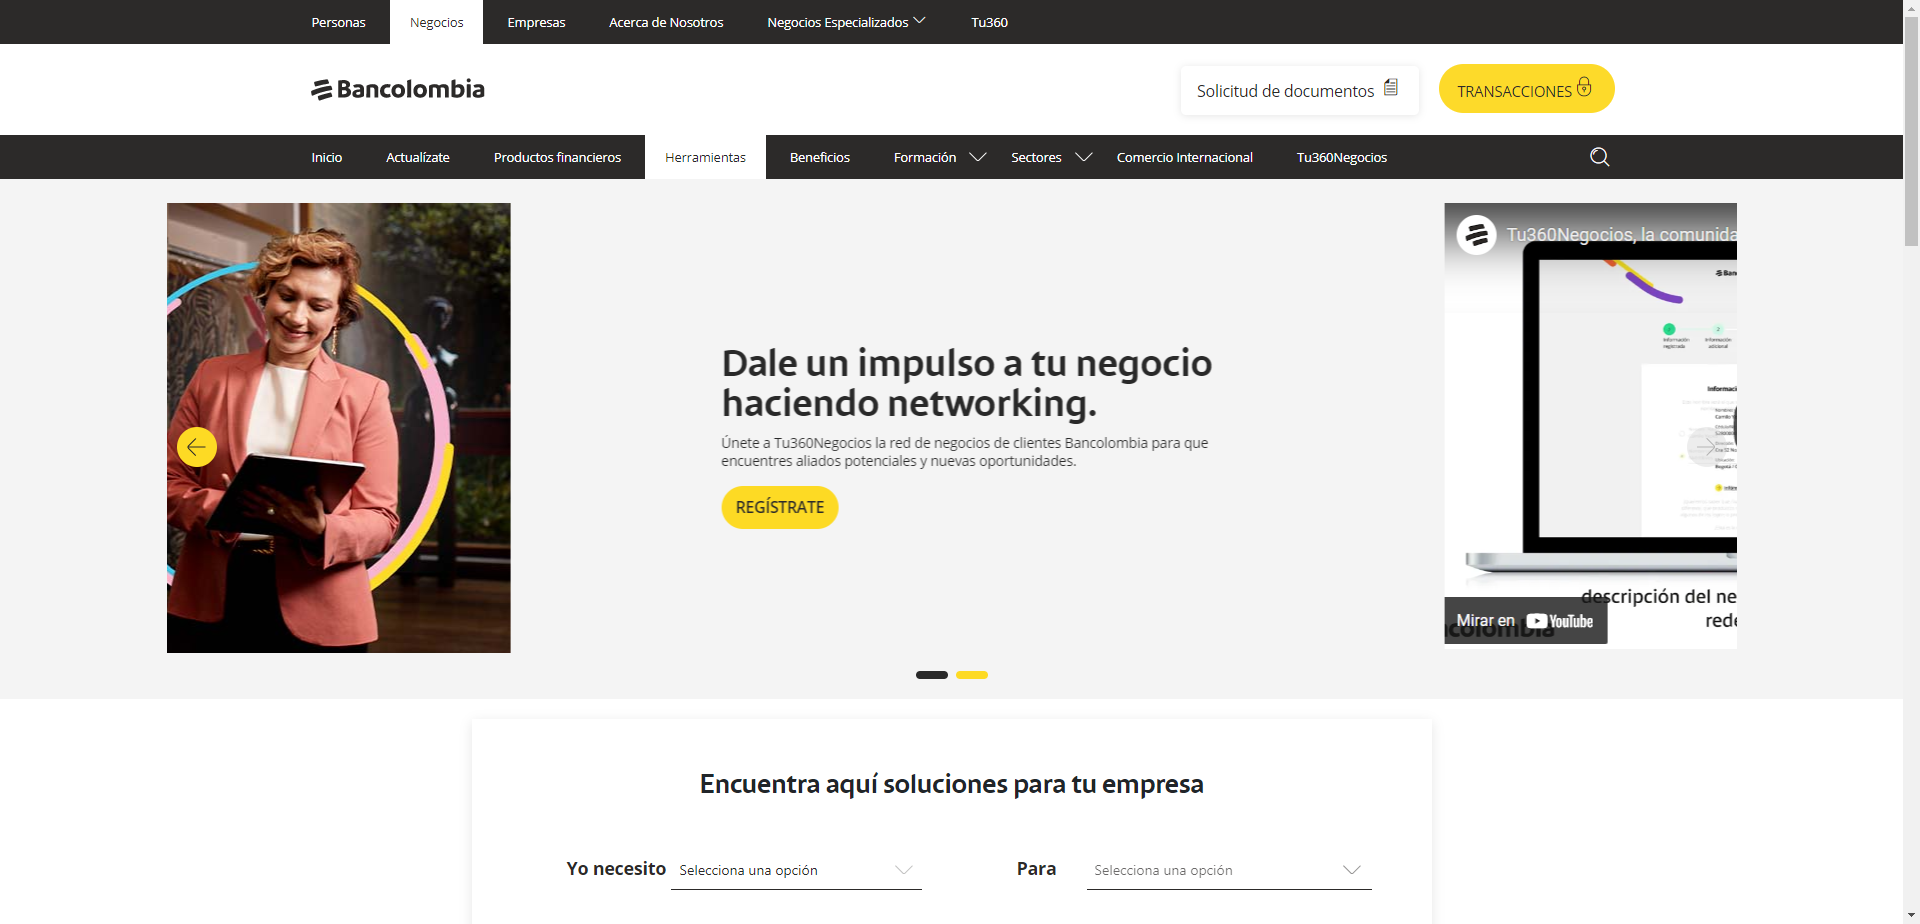 Personas Negocios Empresas Acerca de Nosotros Negocios Especializados Tu360
Bancolombia
Solicitud de documentos
TRANSACCIONES
Inicio Actualízate Productos financieros Herramientas Beneficios Formación Sectores Comercio Internacional Tu360Negocios
Tu360Negocios, la comunida
Dale un impulso a tu negocio
haciendo networking.
Únete a Tu360Negocios la red de negocios de clientes Bancolombia para que
encuentres aliados potenciales y nuevas oportunidades.
REGÍSTRATE
descripción del ne
rede
Mirar en YouTube
Encuentra aquí soluciones para tu empresa
Yo necesito Selecciona una opción
Para Selecciona una opción